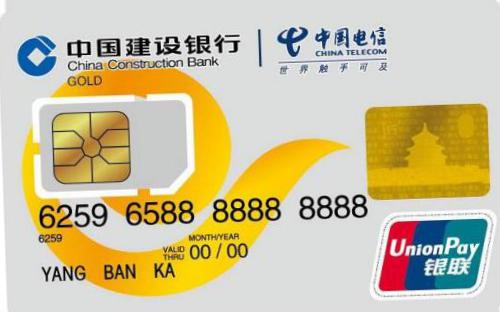 中国建设银行
China Construction Bank
GOLD
中国电信
CHINA TELECOM
世界触手可及
6259 6588 8888 8888
6259
MONTH/YEAR
VALID THRU 00/00
YANG BAN KA
UnionPay
银联